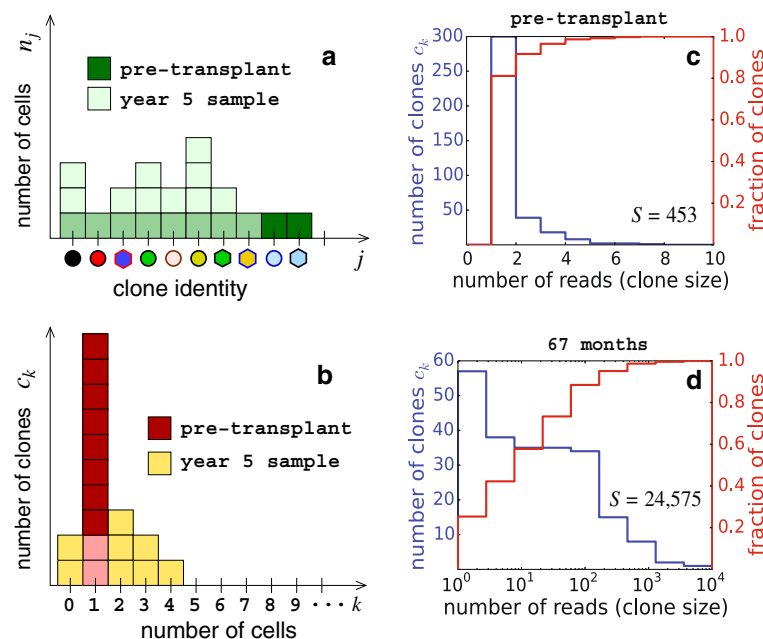 a
number of cells n_j
pre-transplant
year 5 sample
j
clone identity
b
number of clones c_k
pre-transplant
year 5 sample
0 1 2 3 4 5 6 7 8 9 ··· k
number of cells
pre-transplant
c
number of clones c_k
300
250
200
150
100
50
1.0
0.8
0.6
0.4
0.2
fraction of clones
S = 453
0 2 4 6 8 10
number of reads (clone size)
67 months
d
number of clones c_k
60
50
40
30
20
10
1.0
0.8
0.6
0.4
0.2
fraction of clones
S = 24,575
10^0 10^1 10^2 10^3 10^4
number of reads (clone size)